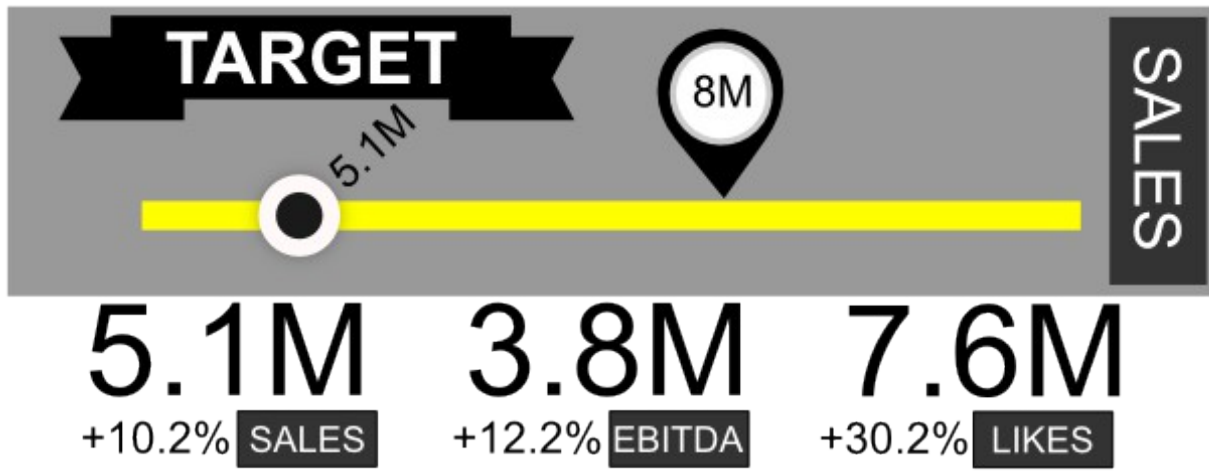 TARGET
8M
SALES
5.1M
5.1M 3.8M 7.6M
+10.2% SALES +12.2% EBITDA +30.2% LIKES